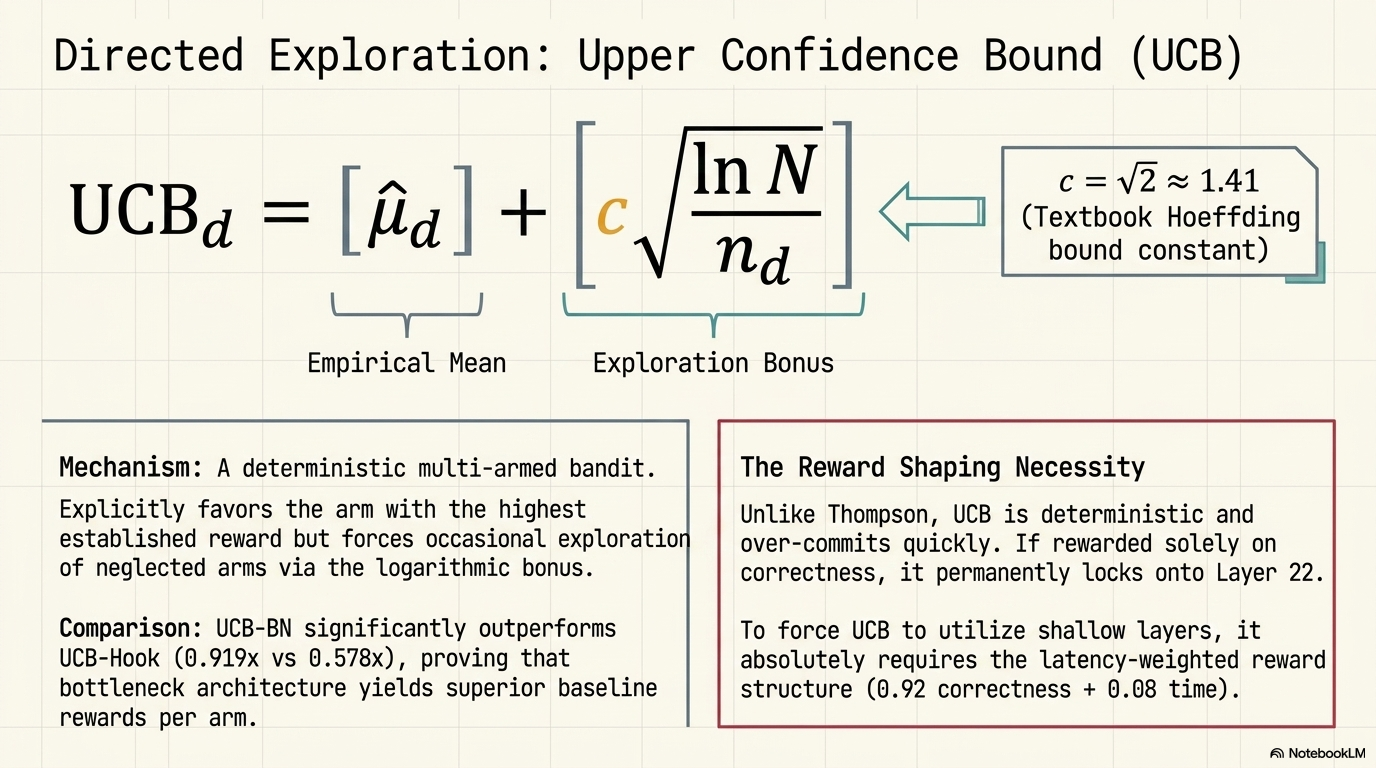 Directed Exploration: Upper Confidence Bound (UCB)
UCB_d = [μ̂_d] + [c√(ln N / n_d)]
c = √2 ≈ 1.41
(Textbook Hoeffding
bound constant)
Empirical Mean
Exploration Bonus
Mechanism: A deterministic multi-armed bandit.
Explicitly favors the arm with the highest
established reward but forces occasional exploration
of neglected arms via the logarithmic bonus.
Comparison: UCB-BN significantly outperforms
UCB-Hook (0.919x vs 0.578x), proving that
bottleneck architecture yields superior baseline
rewards per arm.
The Reward Shaping Necessity
Unlike Thompson, UCB is deterministic and
over-commits quickly. If rewarded solely on
correctness, it permanently locks onto Layer 22.
To force UCB to utilize shallow layers, it
absolutely requires the latency-weighted reward
structure (0.92 correctness + 0.08 time).
NotebookLM